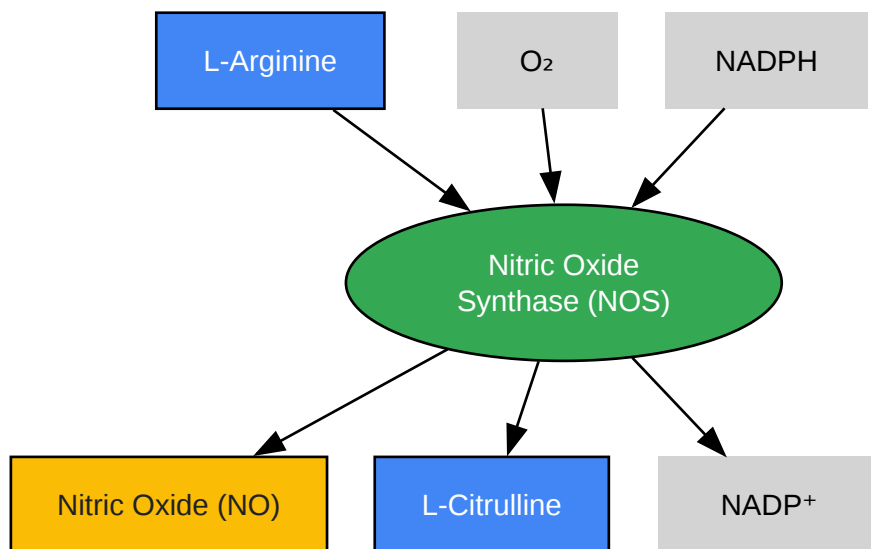 L-Arginine
O₂
NADPH
Nitric Oxide
Synthase (NOS)
Nitric Oxide (NO)
L-Citrulline
NADP⁺